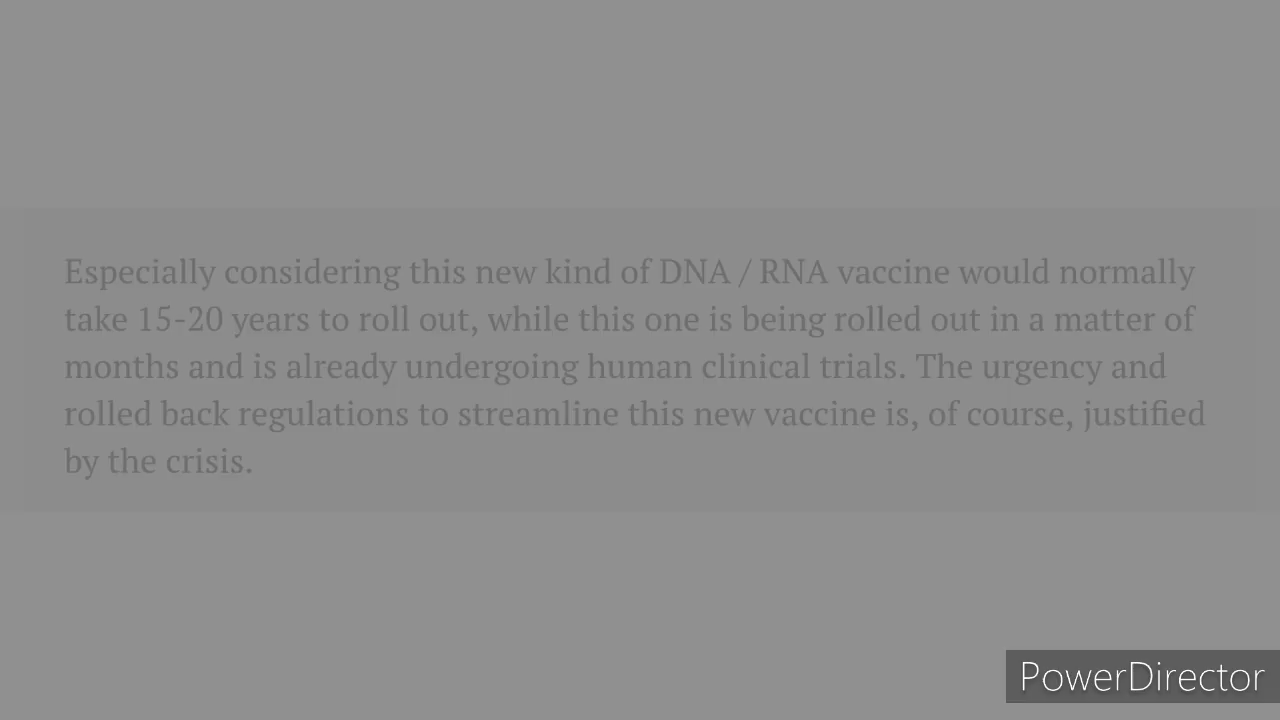 Especially considering this new kind of DNA / RNA vaccine would normally
take 15-20 years to roll out, while this one is being rolled out in a matter of
months and is already undergoing human clinical trials. The urgency and
rolled back regulations to streamline this new vaccine is, of course, justified
by the crisis.
PowerDirector